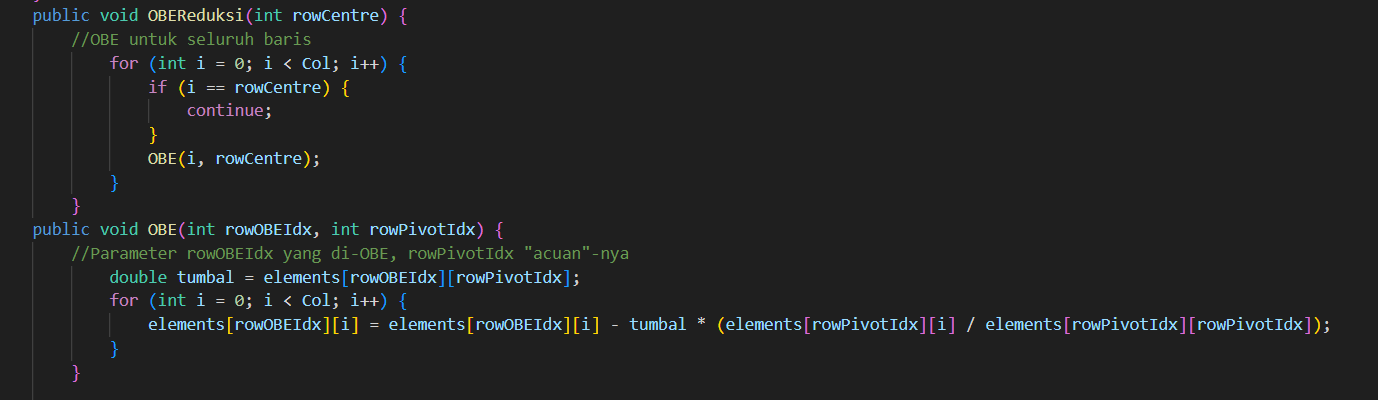 public void OBEReduksi(int rowCentre) {
//OBE untuk seluruh baris
for (int i = 0; i < Col; i++) {
if (i == rowCentre) {
continue;
}
OBE(i, rowCentre);
}
}
public void OBE(int rowOBEIdx, int rowPivotIdx) {
//Parameter rowOBEIdx yang di-OBE, rowPivotIdx "acuan"-nya
double tumbal = elements[rowOBEIdx][rowPivotIdx];
for (int i = 0; i < Col; i++) {
elements[rowOBEIdx][i] = elements[rowOBEIdx][i] - tumbal * (elements[rowPivotIdx][i] / elements[rowPivotIdx][rowPivotIdx]);
}
}